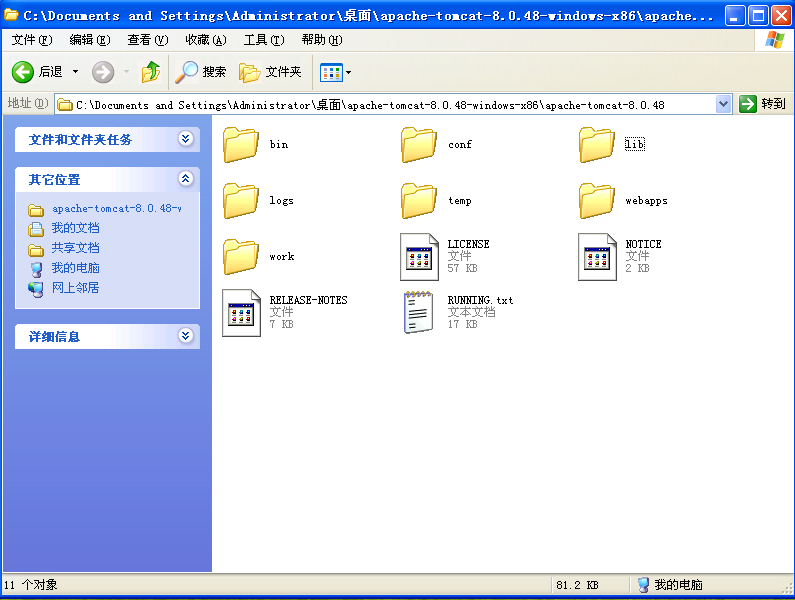 C:\Documents and Settings\Administrator\桌面\apache-tomcat-8.0.48-windows-x86\apache...
文件(F) 编辑(E) 查看(V) 收藏(A) 工具(T) 帮助(H)
后退 搜索 文件夹
地址(D) C:\Documents and Settings\Administrator\桌面\apache-tomcat-8.0.48-windows-x86\apache-tomcat-8.0.48 转到
文件和文件夹任务
其它位置
apache-tomcat-8.0.48-w
我的文档
共享文档
我的电脑
网上邻居
详细信息
bin
conf
lib
logs
temp
webapps
work
LICENSE
文件
57 KB
NOTICE
文件
2 KB
RELEASE-NOTES
文件
7 KB
RUNNING.txt
文本文档
17 KB
11 个对象 81.2 KB 我的电脑